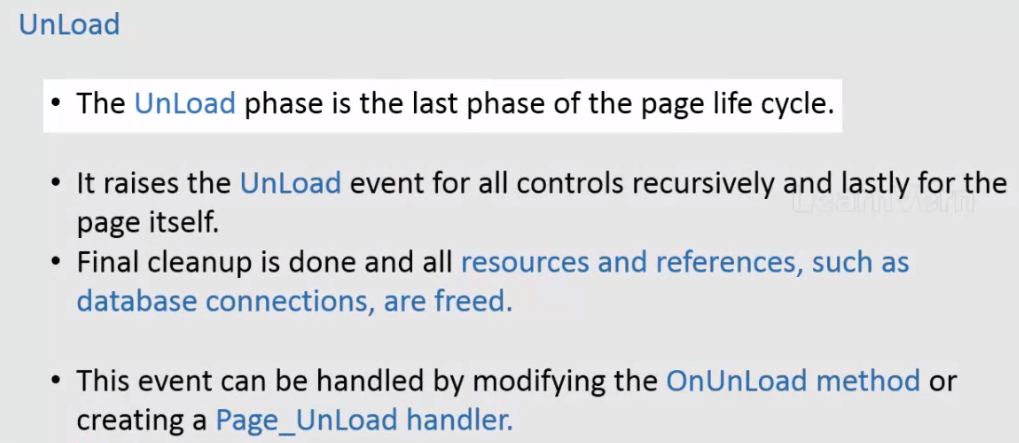 UnLoad
• The UnLoad phase is the last phase of the page life cycle.
• It raises the UnLoad event for all controls recursively and lastly for the
page itself.
LearnVern
• Final cleanup is done and all resources and references, such as
database connections, are freed.
• This event can be handled by modifying the OnUnLoad method or
creating a Page_UnLoad handler.